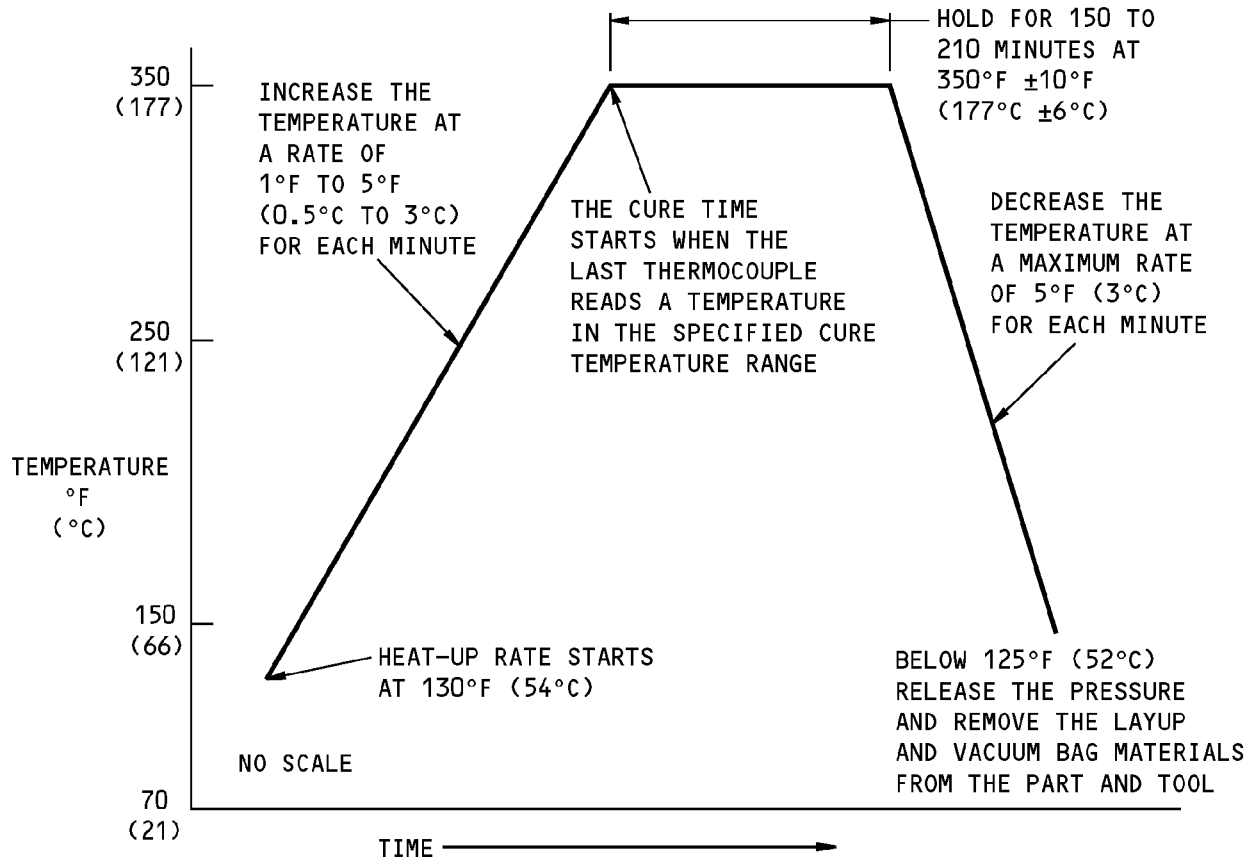 HOLD FOR 150 TO
210 MINUTES AT
350°F ±10°F
(177°C ±6°C)
350
(177)
INCREASE THE
TEMPERATURE AT
A RATE OF
1°F TO 5°F
(0.5°C TO 3°C)
FOR EACH MINUTE
THE CURE TIME
STARTS WHEN THE
LAST THERMOCOUPLE
READS A TEMPERATURE
IN THE SPECIFIED CURE
TEMPERATURE RANGE
DECREASE THE
TEMPERATURE AT
A MAXIMUM RATE
OF 5°F (3°C)
FOR EACH MINUTE
250
(121)
TEMPERATURE
°F
(°C)
150
(66)
HEAT-UP RATE STARTS
AT 130°F (54°C)
BELOW 125°F (52°C)
RELEASE THE PRESSURE
AND REMOVE THE LAYUP
AND VACUUM BAG MATERIALS
FROM THE PART AND TOOL
NO SCALE
70
(21)
TIME